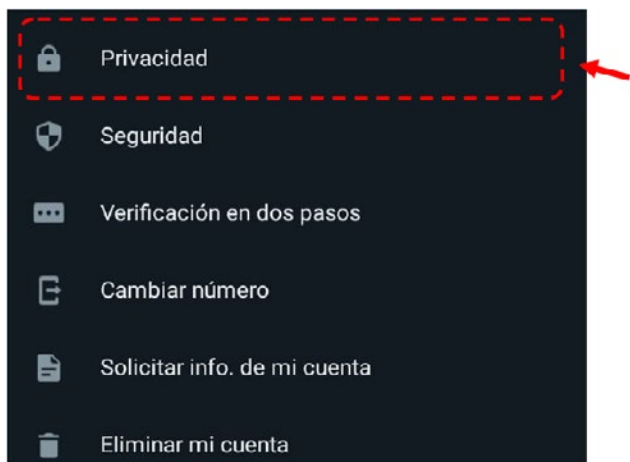 Privacidad
Seguridad
Verificación en dos pasos
Cambiar número
Solicitar info. de mi cuenta
Eliminar mi cuenta